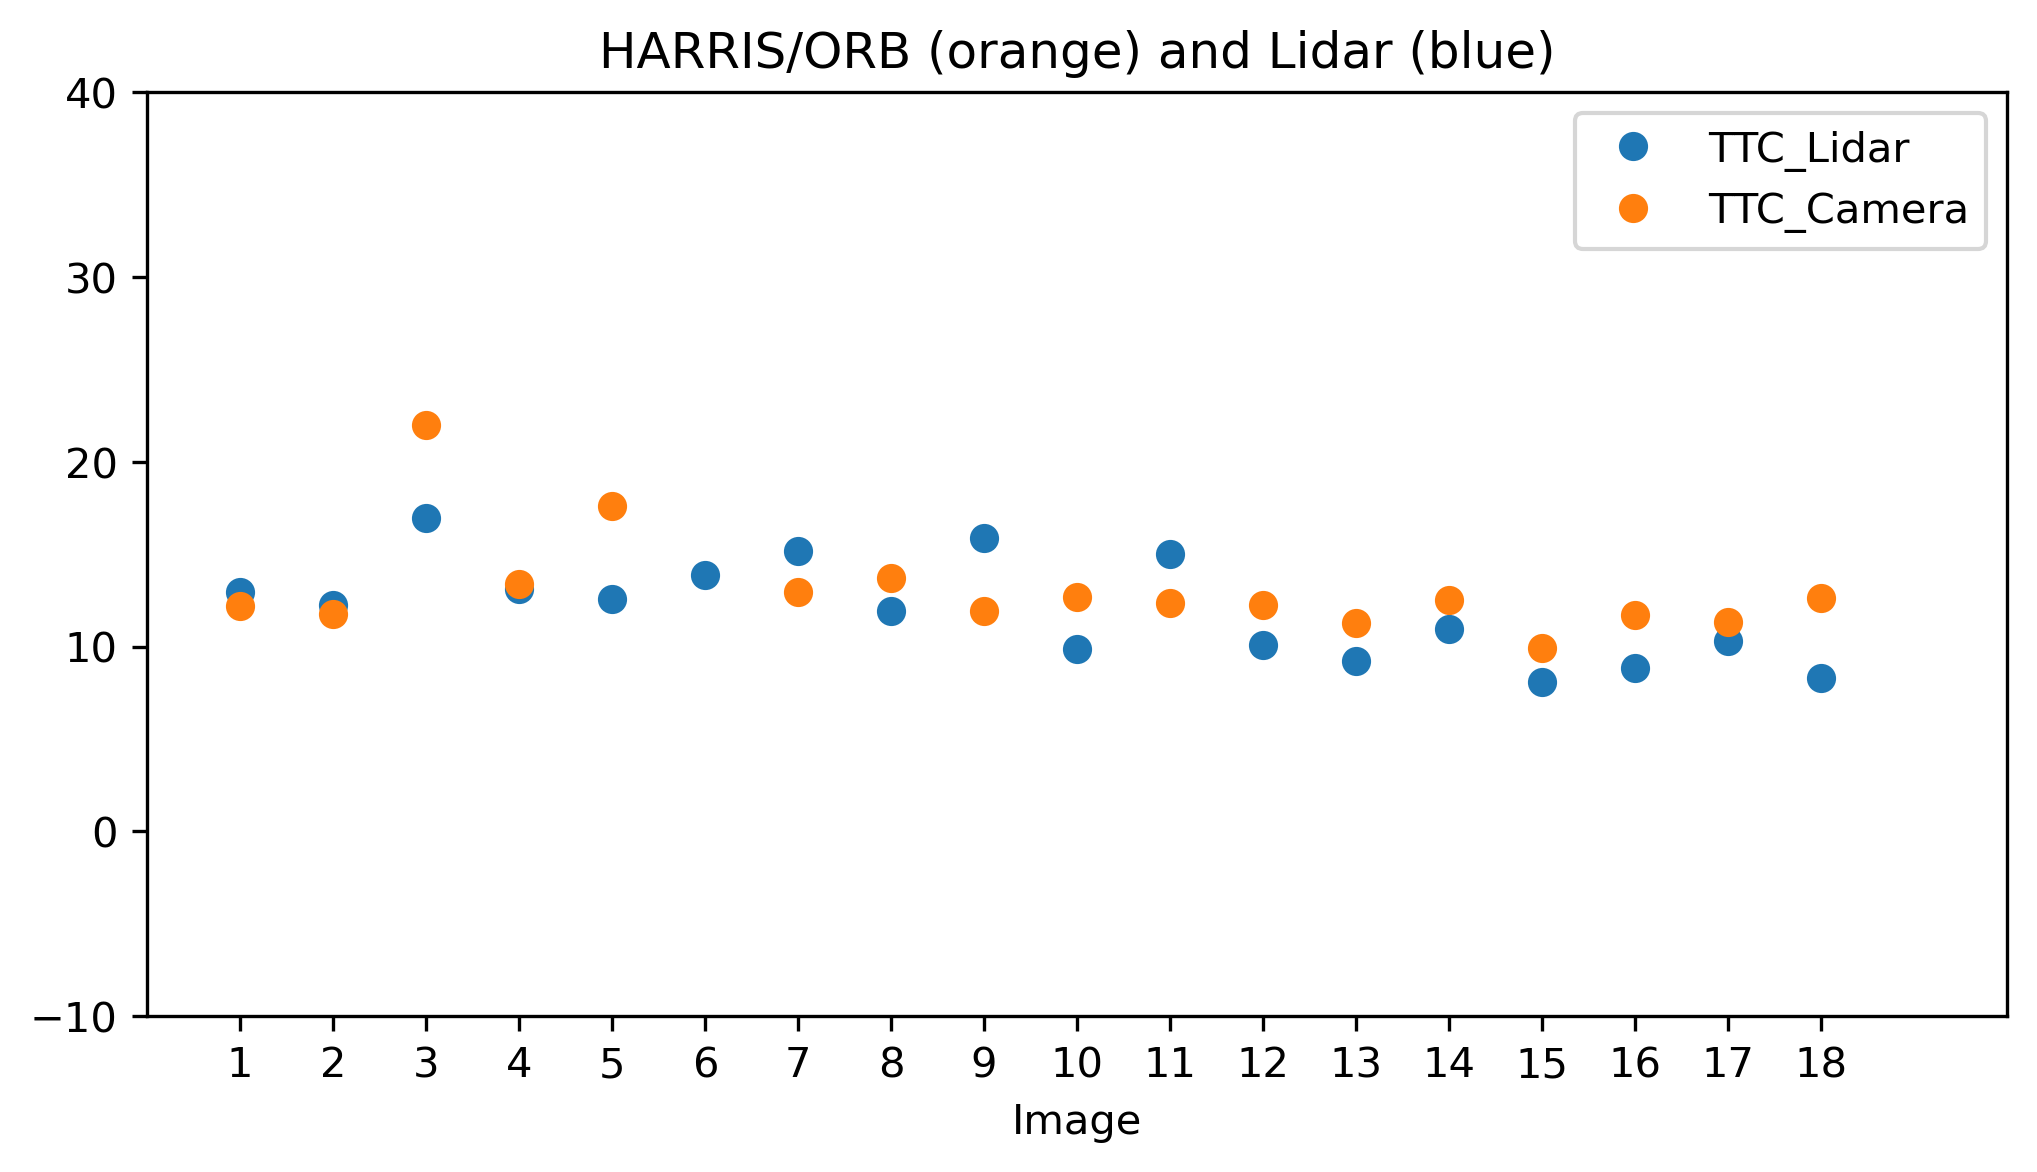 HARRIS/ORB (orange) and Lidar (blue)
40
30
20
10
0
−10
TTC_Lidar
TTC_Camera
1 2 3 4 5 6 7 8 9 10 11 12 13 14 15 16 17 18
Image